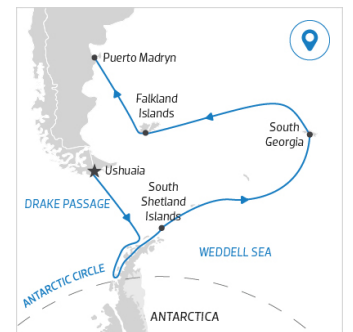 Puerto Madryn
Falkland
Islands
South
Georgia
Ushuaia
South
Shetland
Islands
DRAKE PASSAGE
WEDDELL SEA
ANTARCTIC CIRCLE
ANTARCTICA